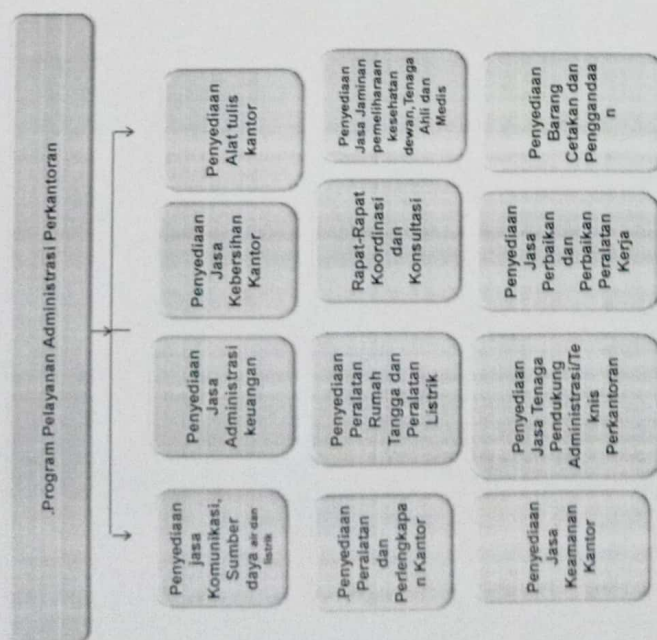 .Program Pelayanan Administrasi Perkantoran
Penyediaan
jasa
Komunikasi,
Sumber
daya air dan
listrik
Penyediaan
Jasa
Administrasi
keuangan
Penyediaan
Jasa
Kebersihan
Kantor
Penyediaan
Alat tulis
kantor
Penyediaan
Peralatan
dan
Perlengkapa
n Kantor
Penyediaan
Peralatan
Rumah
Tangga dan
Peralatan
Listrik
Rapat-Rapat
Koordinasi
dan
Konsultasi
Penyediaan
Jasa Jaminan
pemeliharaan
kesehatan
dewan, Tenaga
Ahli dan
Medis
Penyediaan
Jasa
Keamanan
Kantor
Penyediaan
Jasa Tenaga
Pendukung
Administrasi/Te
knis
Perkantoran
Penyediaan
Jasa
Perbaikan
dan
Perbaikan
Peralatan
Kerja
Penyediaan
Barang
Cetakan dan
Penggandaa
n